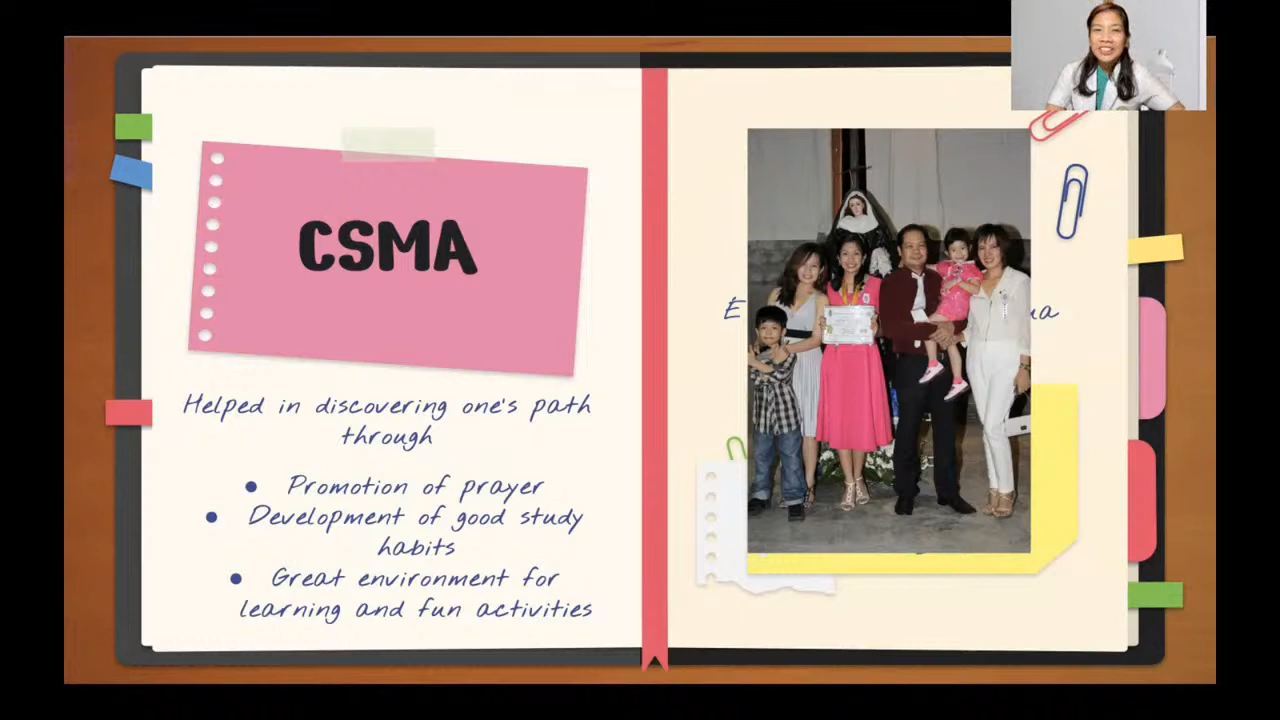 CSMA
Helped in discovering one's path
through
● Promotion of prayer
● Development of good study
habits
● Great environment for
learning and fun activities